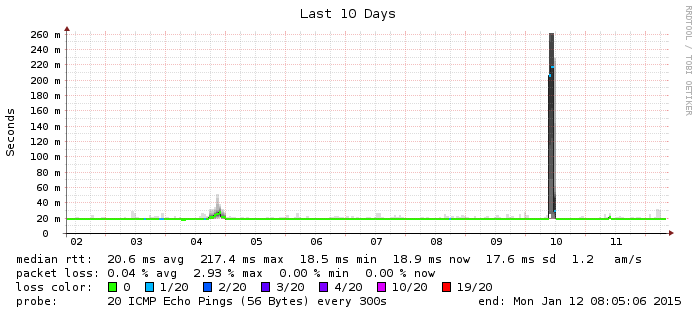 Last 10 Days
RRDTOOL / TOBI OETIKER
Seconds
260 m
240 m
220 m
200 m
180 m
160 m
140 m
120 m
100 m
80 m
60 m
40 m
20 m
0
02 03 04 05 06 07 08 09 10 11
median rtt: 20.6 ms avg 217.4 ms max 18.5 ms min 18.9 ms now 17.6 ms sd 1.2 am/s
packet loss: 0.04 % avg 2.93 % max 0.00 % min 0.00 % now
loss color: 0 1/20 2/20 3/20 4/20 10/20 19/20
probe: 20 ICMP Echo Pings (56 Bytes) every 300s end: Mon Jan 12 08:05:06 2015